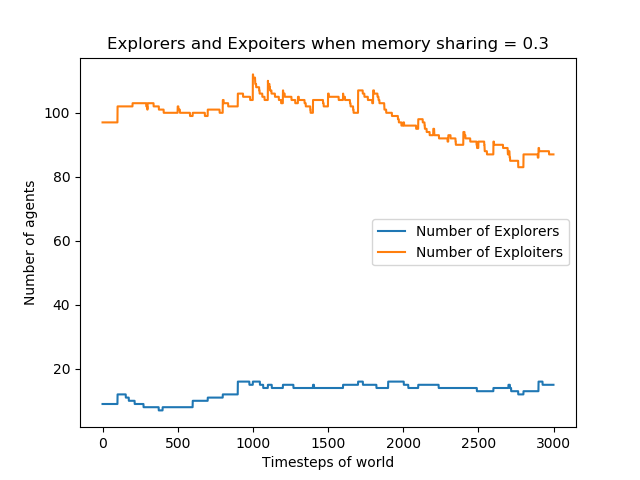 Explorers and Expoiters when memory sharing = 0.3
Number of agents
100
80
60
40
20
Number of Explorers
Number of Exploiters
0 500 1000 1500 2000 2500 3000
Timesteps of world